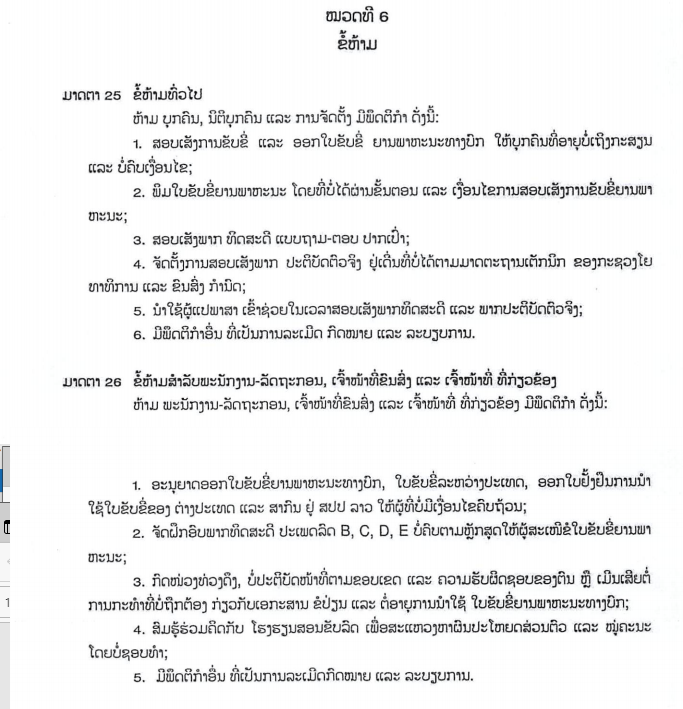 ໝວດທີ 6
ຂໍ້ຫ້າມ
ມາດຕາ 25 ຂໍ້ຫ້າມທົ່ວໄປ
ຫ້າມ ບຸກຄົນ, ນິຕິບຸກຄົນ ແລະ ການຈັດຕັ້ງ ມີພຶດຕິກຳ ດັ່ງນີ້:
1. ສອບເສັງການຂັບຂີ່ ແລະ ອອກໃບຂັບຂີ່ ຍານພາຫະນະທາງບົກ ໃຫ້ບຸກຄົນທີ່ອາຍຸບໍ່ເຖິງກະສຽນ
ແລະ ບໍ່ຄົບເງື່ອນໄຂ;
2. ພິມໃບຂັບຂີ່ຍານພາຫະນະ ໂດຍທີ່ບໍ່ໄດ້ຜ່ານຂັ້ນຕອນ ແລະ ເງື່ອນໄຂການສອບເສັງການຂັບຂີ່ຍານພາ
ຫະນະ;
3. ສອບເສັງພາກ ທິດສະດີ ແບບຖາມ-ຕອບ ປາກເປົ່າ;
4. ຈັດຕັ້ງການສອບເສັງພາກ ປະຕິບັດຕົວຈິງ ຢູ່ເດີ່ນທີ່ບໍ່ໄດ້ຕາມມາດຕະຖານເຕັກນິກ ຂອງກະຊວງໂຍ
ທາທິການ ແລະ ຂົນສົ່ງ ກຳນົດ;
5. ນຳໃຊ້ຜູ້ແປພາສາ ເຂົ້າຊ່ວຍໃນເວລາສອບເສັງພາກທິດສະດີ ແລະ ພາກປະຕິບັດຕົວຈິງ;
6. ມີພຶດຕິກຳອື່ນ ທີ່ເປັນການລະເມີດ ກົດໝາຍ ແລະ ລະບຽບການ.
ມາດຕາ 26 ຂໍ້ຫ້າມສຳລັບພະນັກງານ-ລັດຖະກອນ, ເຈົ້າໜ້າທີ່ຂົນສົ່ງ ແລະ ເຈົ້າໜ້າທີ່ ທີ່ກ່ຽວຂ້ອງ
ຫ້າມ ພະນັກງານ-ລັດຖະກອນ, ເຈົ້າໜ້າທີ່ຂົນສົ່ງ ແລະ ເຈົ້າໜ້າທີ່ ທີ່ກ່ຽວຂ້ອງ ມີພຶດຕິກຳ ດັ່ງນີ້:
1. ອະນຸຍາດອອກໃບຂັບຂີ່ຍານພາຫະນະທາງບົກ, ໃບຂັບຂີ່ລະຫວ່າງປະເທດ, ອອກໃບຢັ້ງຢືນການນຳ
ໃຊ້ໃບຂັບຂີ່ຂອງ ຕ່າງປະເທດ ແລະ ສາກົນ ຢູ່ ສປປ ລາວ ໃຫ້ຜູ້ທີ່ບໍ່ມີເງື່ອນໄຂຄົບຖ້ວນ;
2. ຈັດຝຶກອົບພາກທິດສະດີ ປະເພດລົດ B, C, D, E ບໍ່ຄົບຕາມຫຼັກສູດໃຫ້ຜູ້ສະເໜີຂໍໃບຂັບຂີ່ຍານພາ
ຫະນະ;
3. ກົດໜ່ວງທ່ວງດຶງ, ບໍ່ປະຕິບັດໜ້າທີ່ຕາມຂອບເຂດ ແລະ ຄວາມຮັບຜິດຊອບຂອງຕົນ ຫຼື ເມີນເສີຍຕໍ່
ການກະທຳທີ່ບໍ່ຖືກຕ້ອງ ກ່ຽວກັບເອກະສານ ຂໍປ່ຽນ ແລະ ຕໍ່ອາຍຸການນຳໃຊ້ ໃບຂັບຂີ່ຍານພາຫະນະທາງບົກ;
4. ສົມຮູ້ຮ່ວມຄິດກັບ ໂຮງຮຽນສອນຂັບລົດ ເພື່ອສະແຫວງຫາຜົນປະໂຫຍດສ່ວນຕົວ ແລະ ໝູ່ຄະນະ
ໂດຍບໍ່ຊອບທຳ;
5. ມີພຶດຕິກຳອື່ນ ທີ່ເປັນການລະເມີດກົດໝາຍ ແລະ ລະບຽບການ.
1